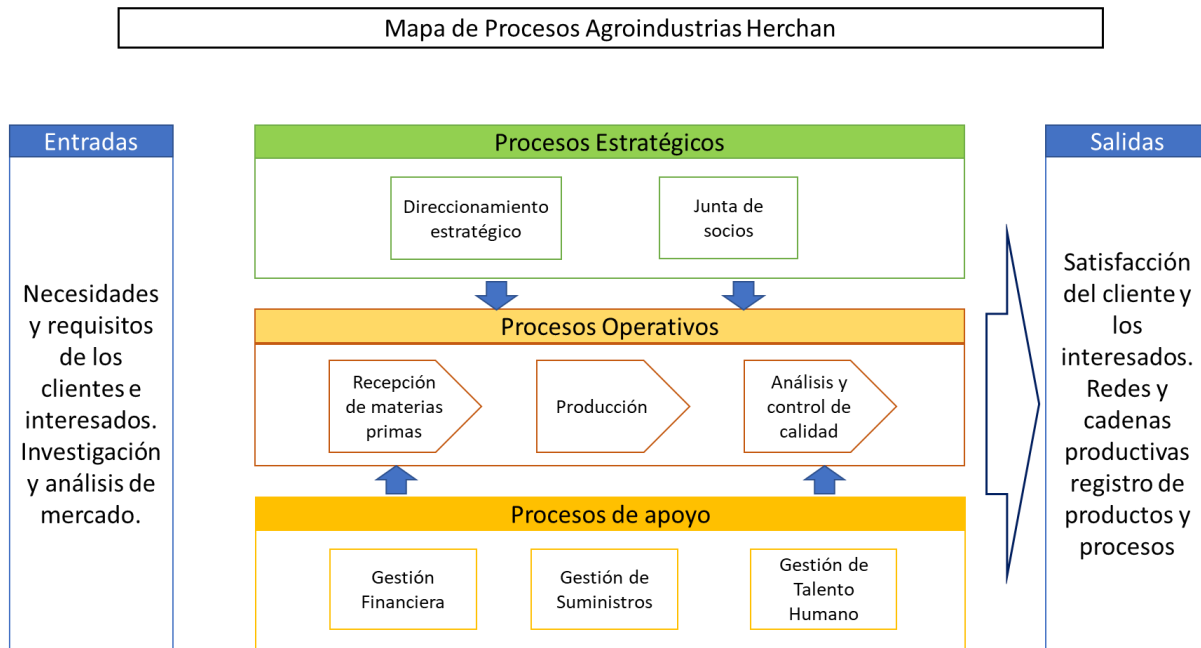 Mapa de Procesos Agroindustrias Herchan
Entradas
Necesidades
y requisitos
de los
clientes e
interesados.
Investigación
y análisis de
mercado.
Procesos Estratégicos
Direccionamiento
estratégico
Junta de
socios
Procesos Operativos
Recepción
de materias
primas
Producción
Análisis y
control de
calidad
Procesos de apoyo
Gestión
Financiera
Gestión de
Suministros
Gestión de
Talento
Humano
Salidas
Satisfacción
del cliente y
los
interesados.
Redes y
cadenas
productivas
registro de
productos y
procesos